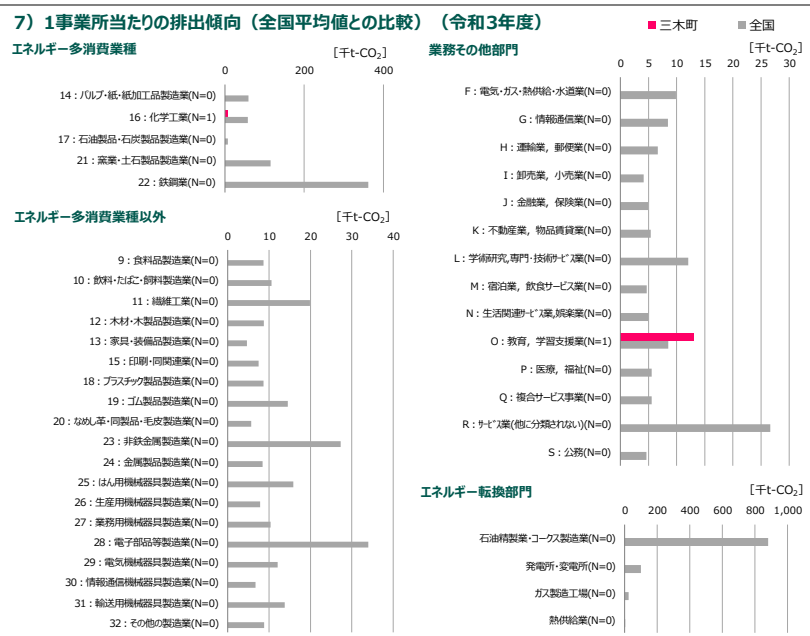 7）1事業所当たりの排出傾向（全国平均値との比較）（令和3年度）
■三木町 ■全国
エネルギー多消費業種
[千t-CO₂]
0 200 400
14：パルプ・紙・紙加工品製造業(N=0)
16：化学工業(N=1)
17：石油製品・石炭製品製造業(N=0)
21：窯業・土石製品製造業(N=0)
22：鉄鋼業(N=0)
エネルギー多消費業種以外
[千t-CO₂]
0 10 20 30 40
9：食料品製造業(N=0)
10：飲料・たばこ・飼料製造業(N=0)
11：繊維工業(N=0)
12：木材・木製品製造業(N=0)
13：家具・装備品製造業(N=0)
15：印刷・同関連業(N=0)
18：プラスチック製品製造業(N=0)
19：ゴム製品製造業(N=0)
20：なめし革・同製品・毛皮製造業(N=0)
23：非鉄金属製造業(N=0)
24：金属製品製造業(N=0)
25：はん用機械器具製造業(N=0)
26：生産用機械器具製造業(N=0)
27：業務用機械器具製造業(N=0)
28：電子部品等製造業(N=0)
29：電気機械器具製造業(N=0)
30：情報通信機械器具製造業(N=0)
31：輸送用機械器具製造業(N=0)
32：その他の製造業(N=0)
業務その他部門
[千t-CO₂]
0 5 10 15 20 25 30
F：電気・ガス・熱供給・水道業(N=0)
G：情報通信業(N=0)
H：運輸業，郵便業(N=0)
I：卸売業，小売業(N=0)
J：金融業，保険業(N=0)
K：不動産業，物品賃貸業(N=0)
L：学術研究,専門・技術ｻｰﾋﾞｽ業(N=0)
M：宿泊業，飲食サービス業(N=0)
N：生活関連ｻｰﾋﾞｽ業,娯楽業(N=0)
O：教育，学習支援業(N=1)
P：医療，福祉(N=0)
Q：複合サービス事業(N=0)
R：ｻｰﾋﾞｽ業(他に分類されない)(N=0)
S：公務(N=0)
エネルギー転換部門
[千t-CO₂]
0 200 400 600 800 1,000
石油精製業・コークス製造業(N=0)
発電所・変電所(N=0)
ガス製造工場(N=0)
熱供給業(N=0)